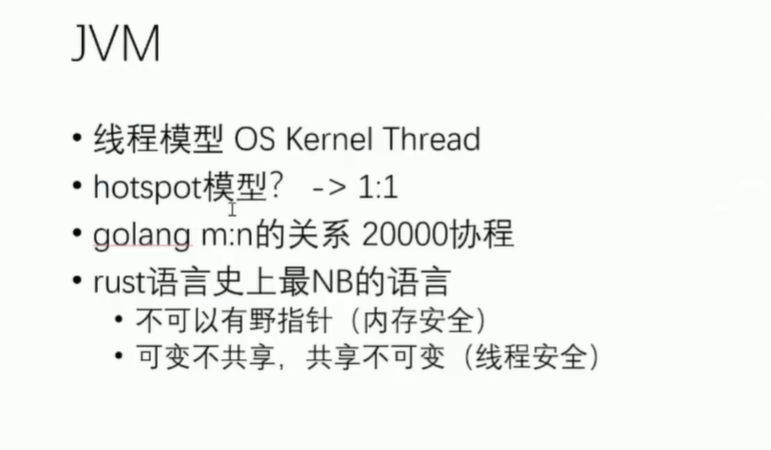 JVM
• 线程模型 OS Kernel Thread
• hotspot模型? -> 1:1
• golang m:n的关系 20000协程
• rust语言史上最NB的语言
• 不可以有野指针（内存安全）
• 可变不共享，共享不可变（线程安全）